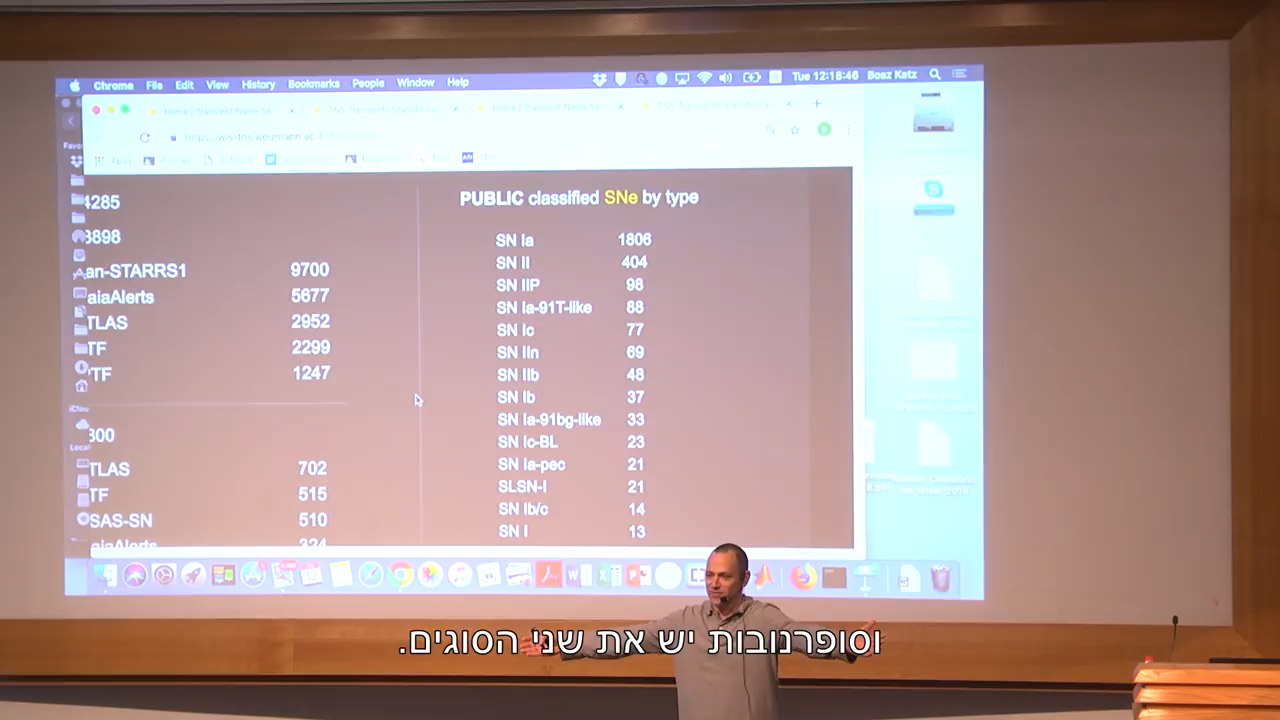 Chrome File Edit View History Bookmarks People Window Help Tue 12:18:46 Boaz Katz
PUBLIC classified SNe by type
4285
3898
an-STARRS1 9700
aiaAlerts 5677
TLAS 2952
TF 2299
TF 1247
300
TLAS 702
TF 515
SAS-SN 510
aiaAlerts 324
SN Ia 1806
SN II 404
SN IIP 98
SN Ia-91T-like 88
SN Ic 77
SN IIn 69
SN IIb 48
SN Ib 37
SN Ia-91bg-like 33
SN Ic-BL 23
SN Ia-pec 21
SLSN-I 21
SN Ib/c 14
SN I 13
וסופרנובות יש את שני הסוגים.